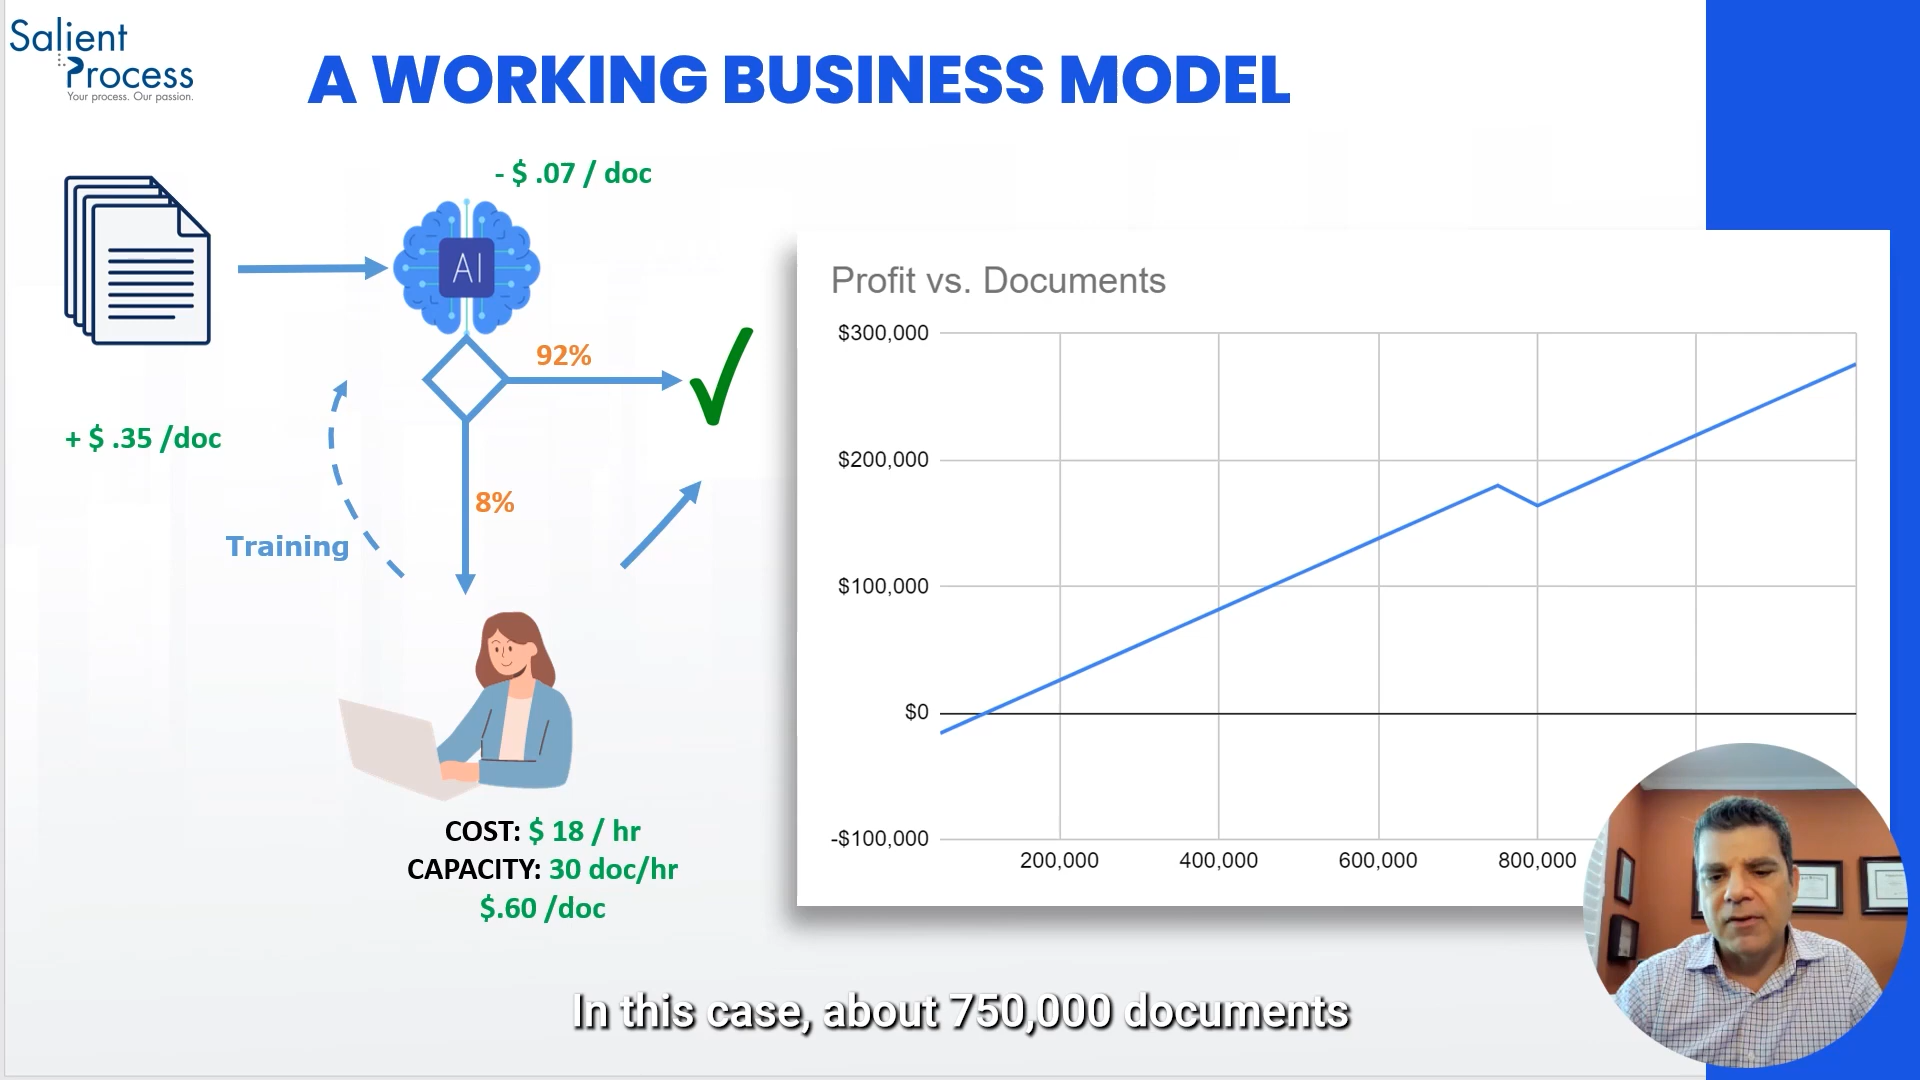 Salient
Process
Your process. Our passion.
A WORKING BUSINESS MODEL
- $ .07 / doc
AI
92%
+ $ .35 /doc
8%
Training
COST: $ 18 / hr
CAPACITY: 30 doc/hr
$.60 /doc
Profit vs. Documents
$300,000
$200,000
$100,000
$0
-$100,000
200,000
400,000
600,000
800,000
In this case, about 750,000 documents